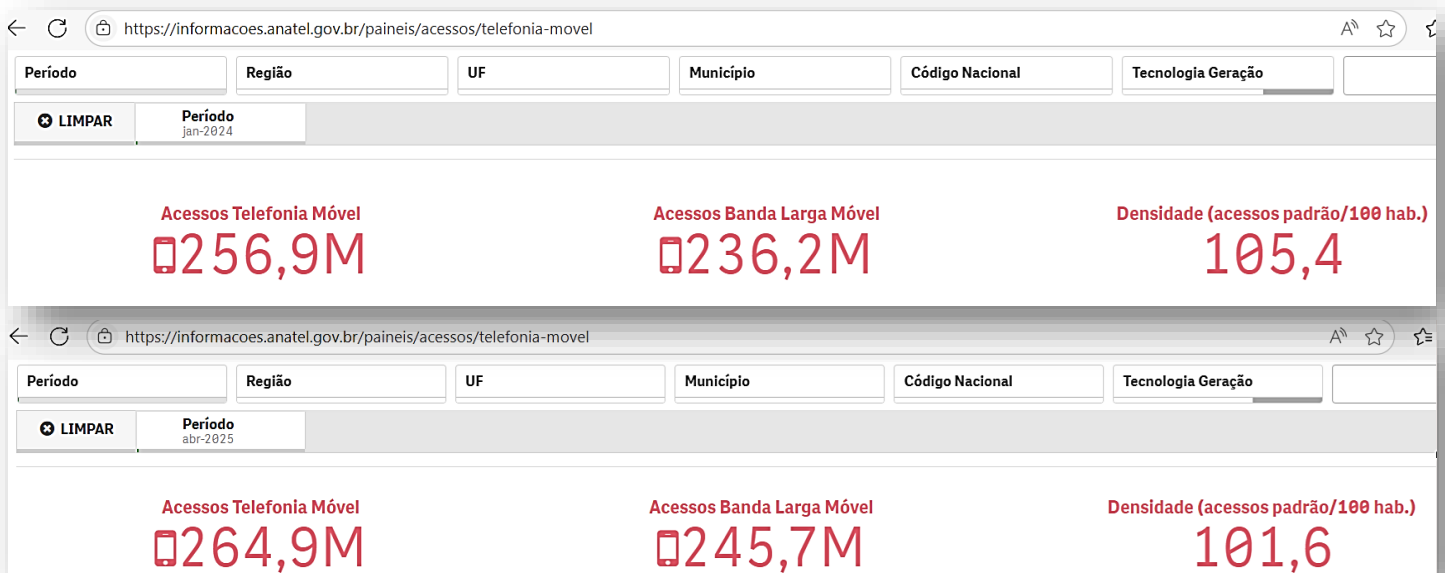 https://informacoes.anatel.gov.br/paineis/acessos/telefonia-movel
Período Região UF Município Código Nacional Tecnologia Geração
LIMPAR Período
jan-2024
Acessos Telefonia Móvel Acessos Banda Larga Móvel Densidade (acessos padrão/100 hab.)
256,9M 236,2M 105,4
https://informacoes.anatel.gov.br/paineis/acessos/telefonia-movel
Período Região UF Município Código Nacional Tecnologia Geração
LIMPAR Período
abr-2025
Acessos Telefonia Móvel Acessos Banda Larga Móvel Densidade (acessos padrão/100 hab.)
264,9M 245,7M 101,6